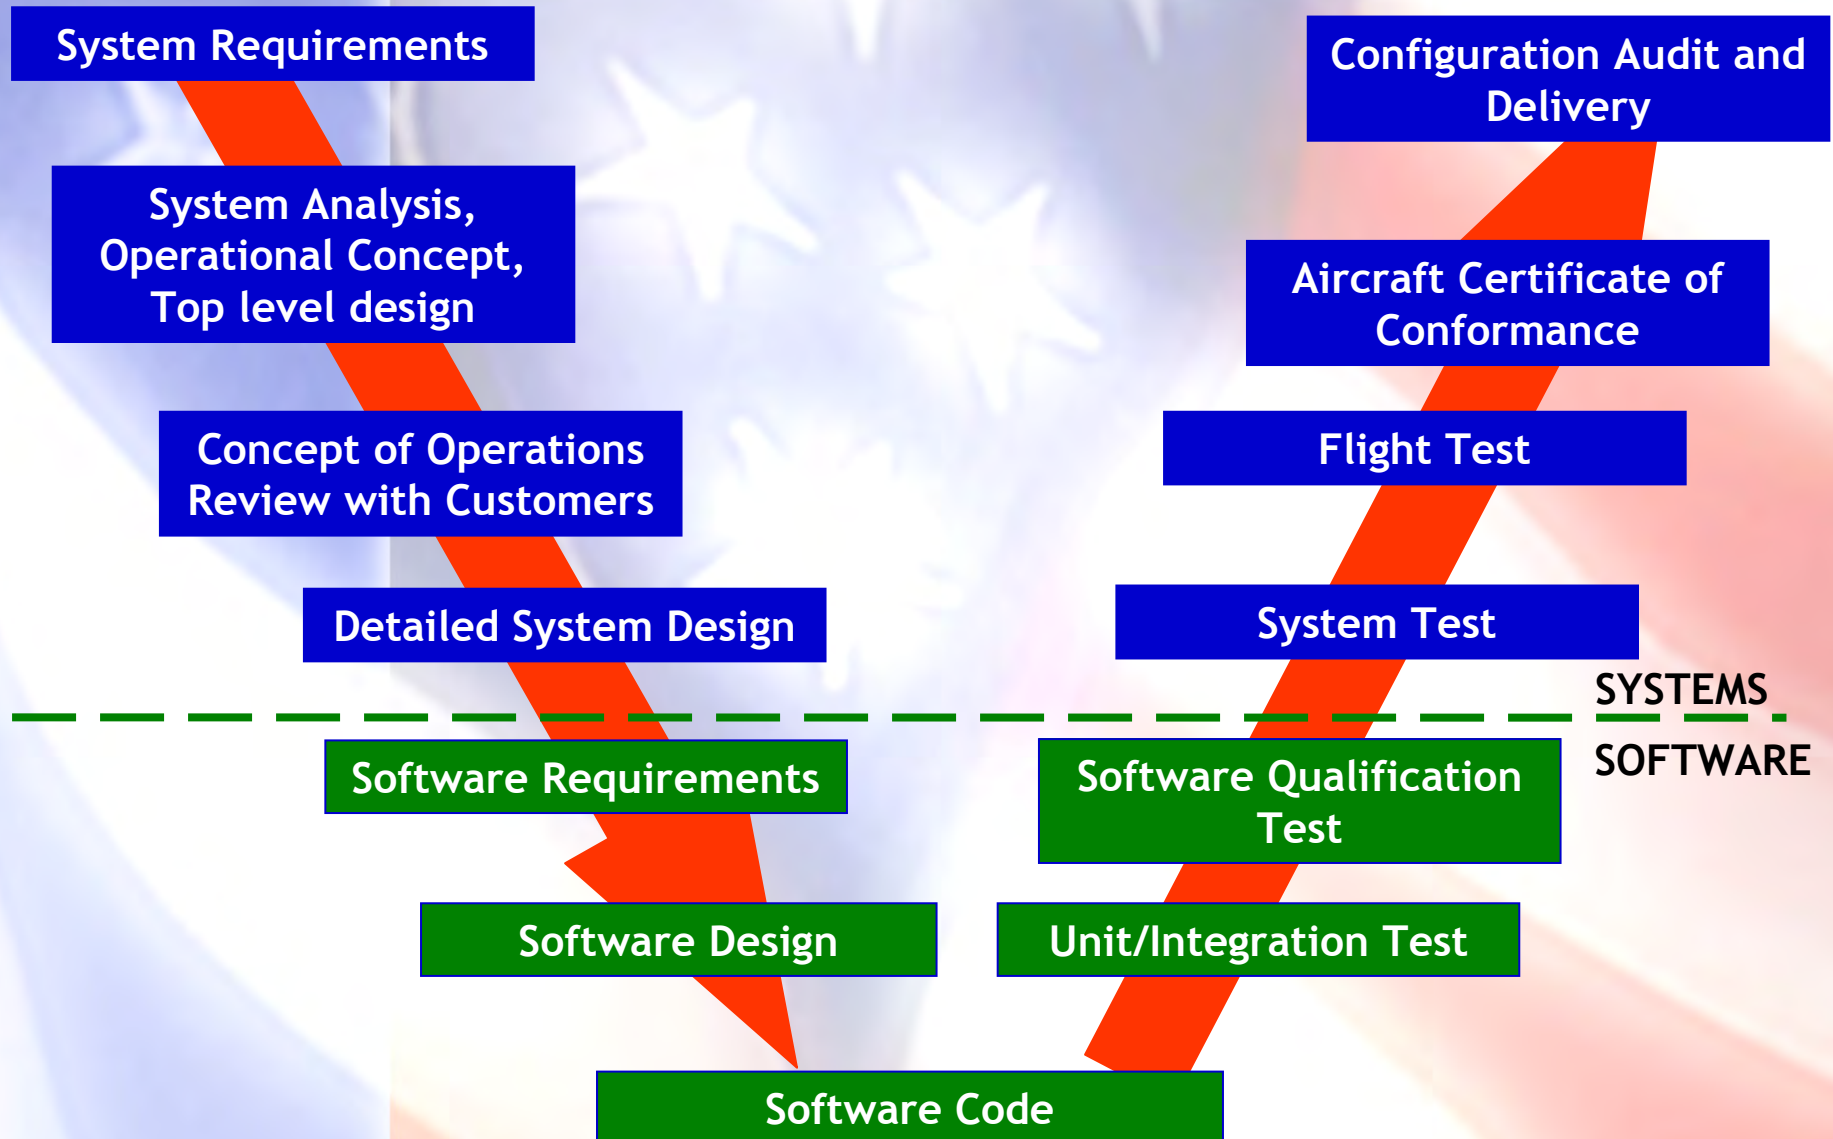 System Requirements
System Analysis,
Operational Concept,
Top level design
Concept of Operations
Review with Customers
Detailed System Design
Software Requirements
Software Design
Software Code
Unit/Integration Test
Software Qualification
Test
System Test
Flight Test
Aircraft Certificate of
Conformance
Configuration Audit and
Delivery
SYSTEMS
SOFTWARE